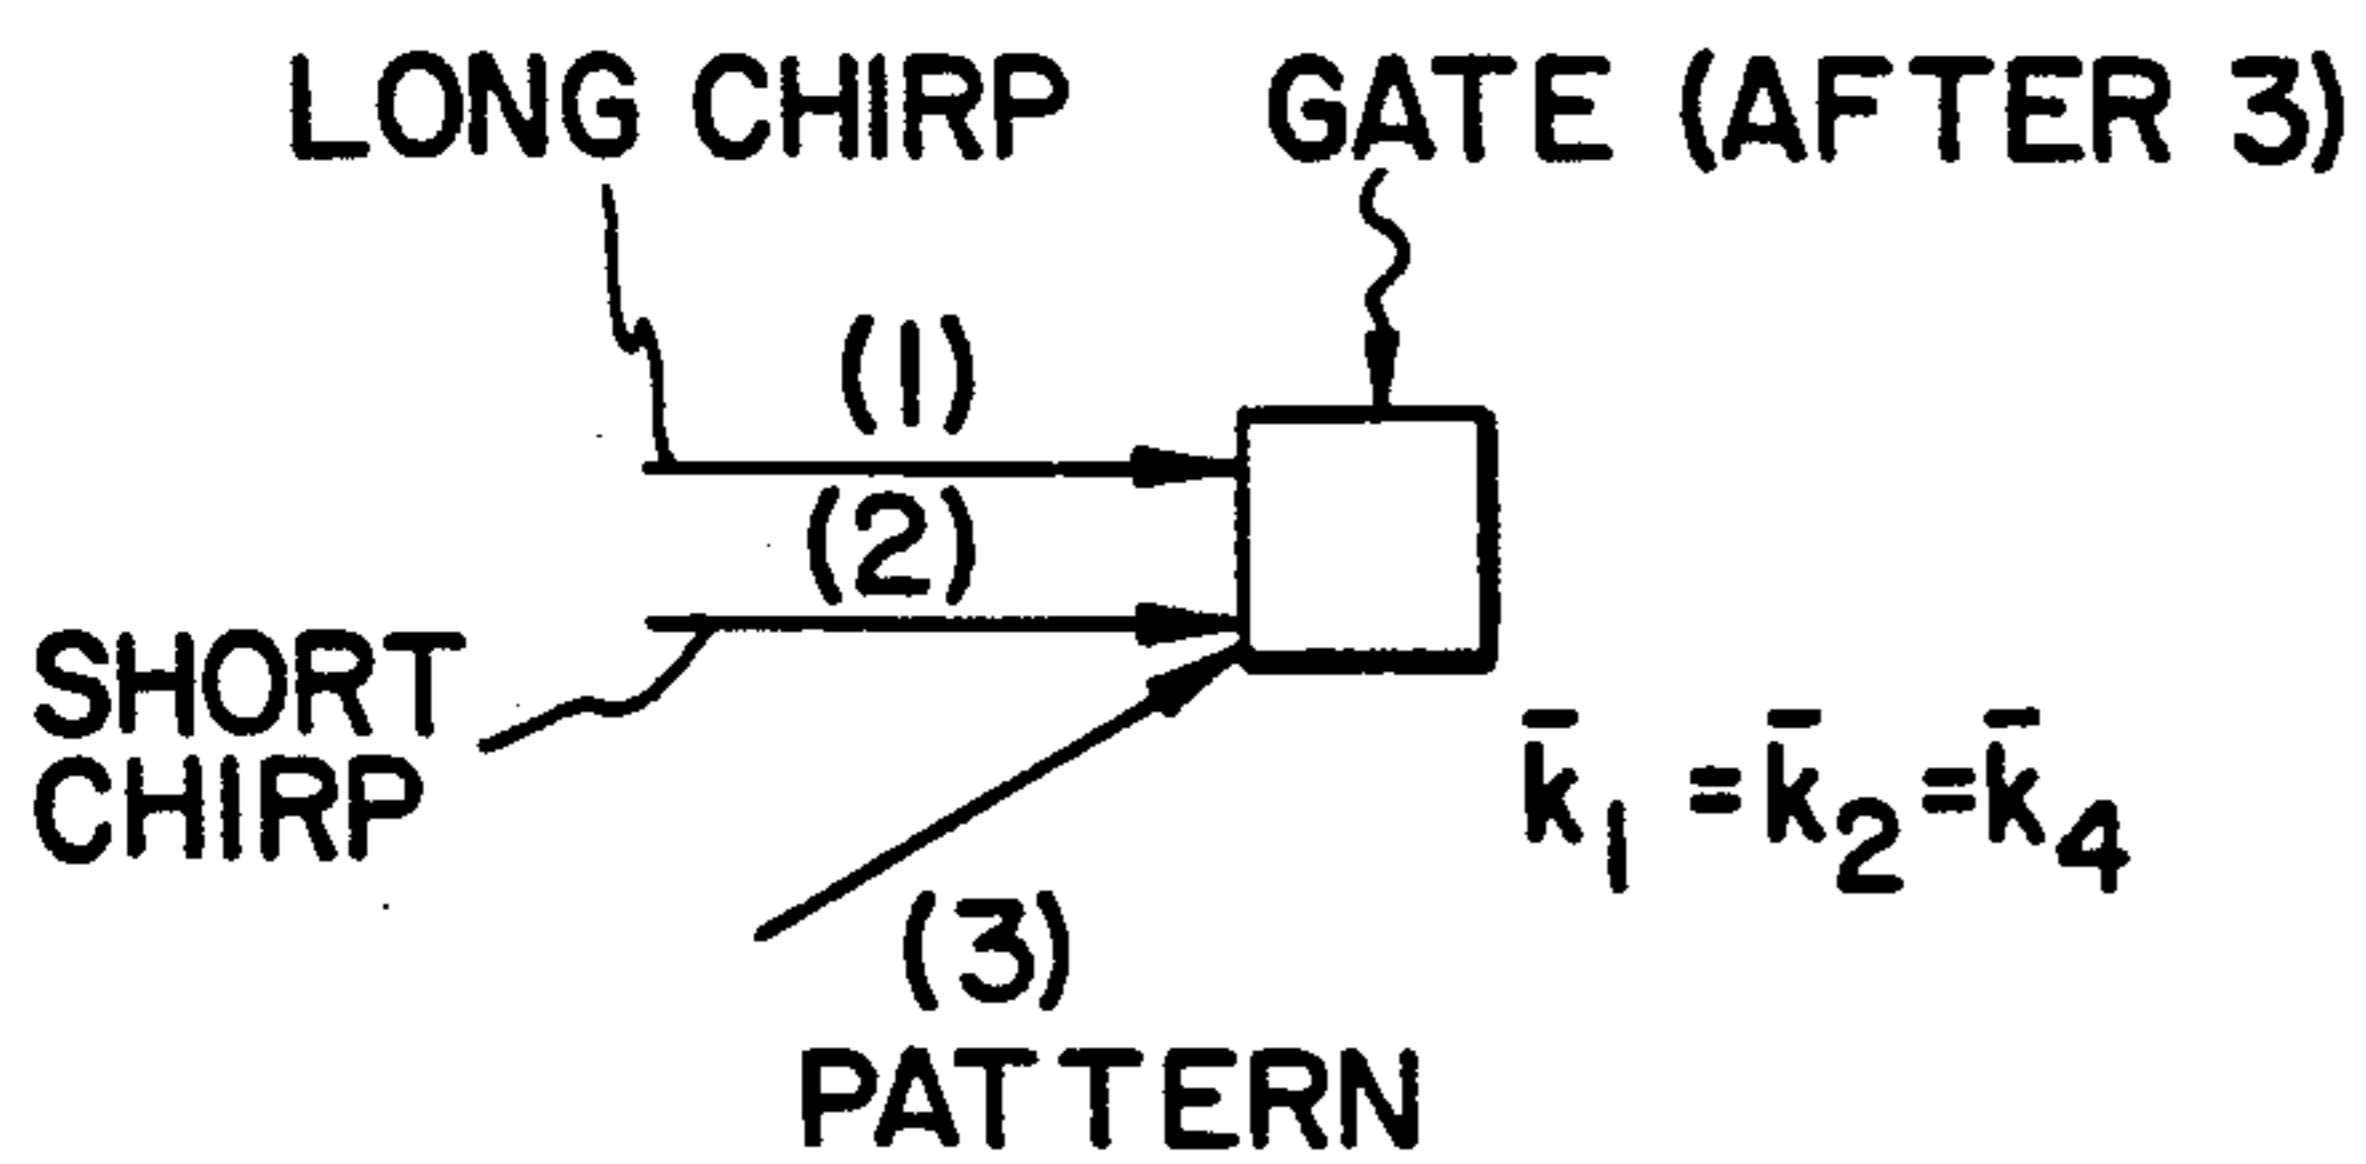 LONG CHIRP
GATE (AFTER 3)
(1)
(2)
SHORT
CHIRP
k̄₁ = k̄₂ = k̄₄
(3)
PATTERN